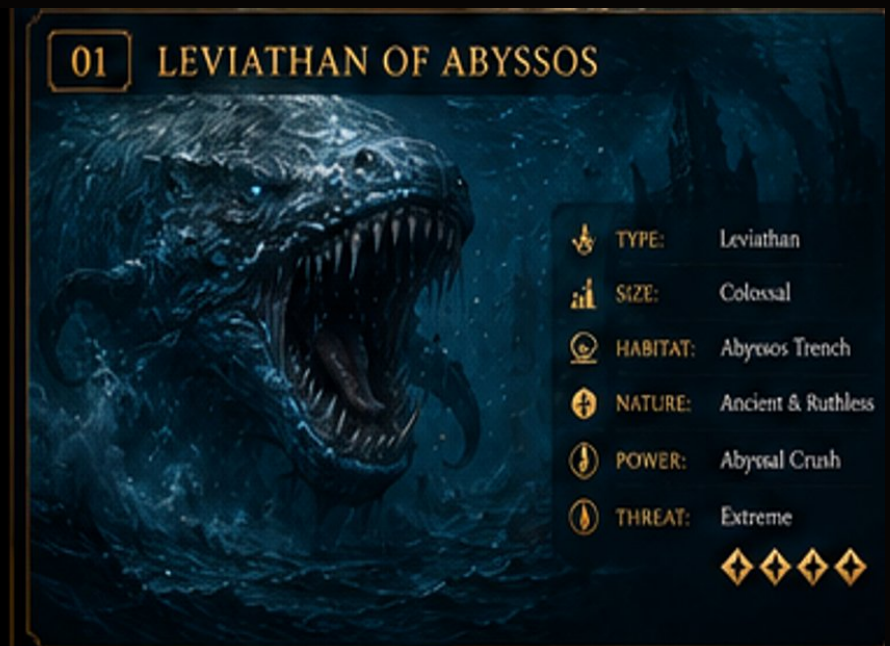 01 LEVIATHAN OF ABYSSOS
TYPE: Leviathan
SIZE: Colossal
HABITAT: Abyssos Trench
NATURE: Ancient & Ruthless
POWER: Abyssal Crush
THREAT: Extreme